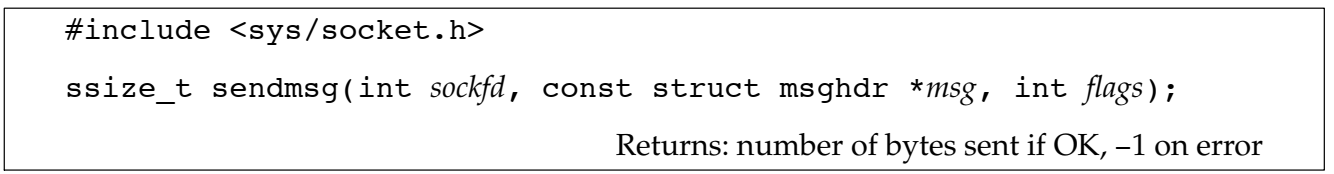 #include <sys/socket.h>
ssize_t sendmsg(int sockfd, const struct msghdr *msg, int flags);
Returns: number of bytes sent if OK, –1 on error